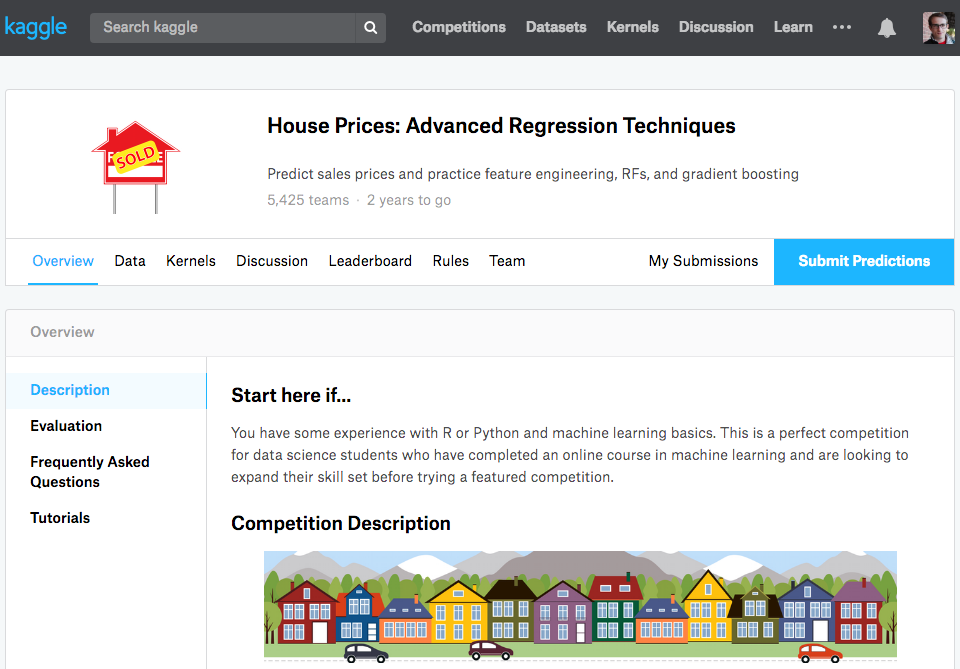 kaggle
Search kaggle
Competitions Datasets Kernels Discussion Learn
SOLD
House Prices: Advanced Regression Techniques
Predict sales prices and practice feature engineering, RFs, and gradient boosting
5,425 teams · 2 years to go
Overview Data Kernels Discussion Leaderboard Rules Team My Submissions Submit Predictions
Overview
Description
Evaluation
Frequently Asked
Questions
Tutorials
Start here if...
You have some experience with R or Python and machine learning basics. This is a perfect competition
for data science students who have completed an online course in machine learning and are looking to
expand their skill set before trying a featured competition.
Competition Description